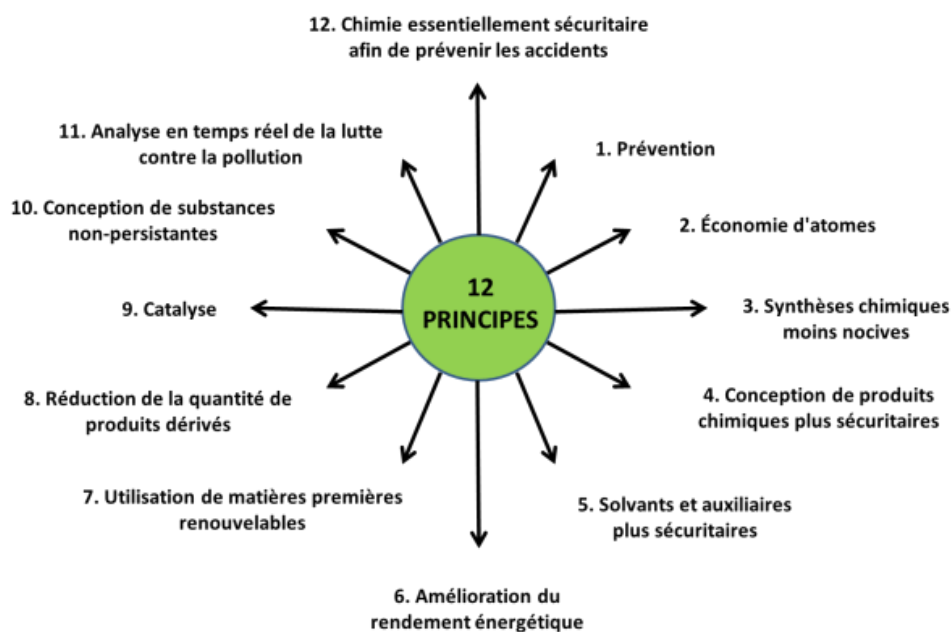 12. Chimie essentiellement sécuritaire
afin de prévenir les accidents
11. Analyse en temps réel de la lutte
contre la pollution
1. Prévention
10. Conception de substances
non-persistantes
2. Économie d'atomes
12
PRINCIPES
9. Catalyse
3. Synthèses chimiques
moins nocives
8. Réduction de la quantité de
produits dérivés
4. Conception de produits
chimiques plus sécuritaires
7. Utilisation de matières premières
renouvelables
5. Solvants et auxiliaires
plus sécuritaires
6. Amélioration du
rendement énergétique